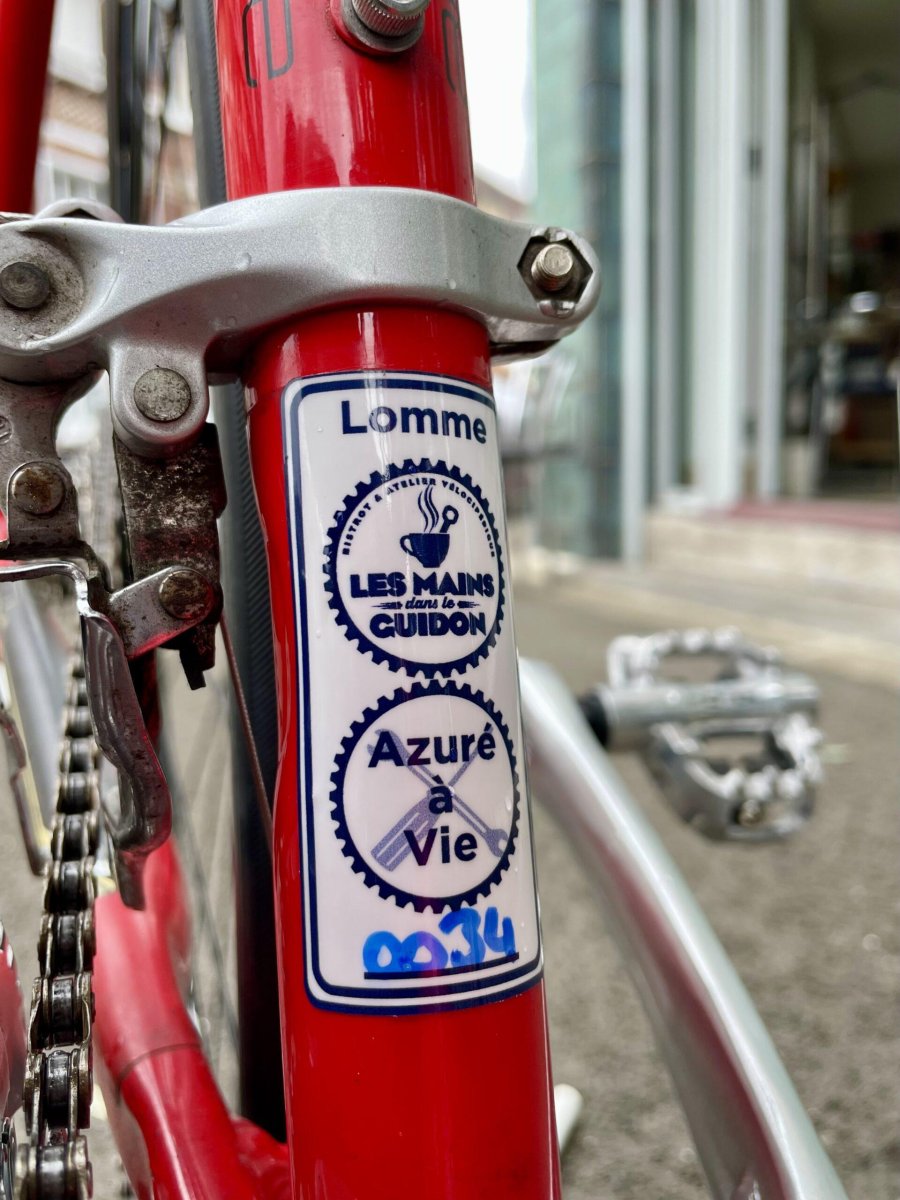 Lomme
BISTROT & ATELIER VÉLOCIPÉDIQUE
LES MAINS
dans le
GUIDON
Azuré
à
Vie
0034